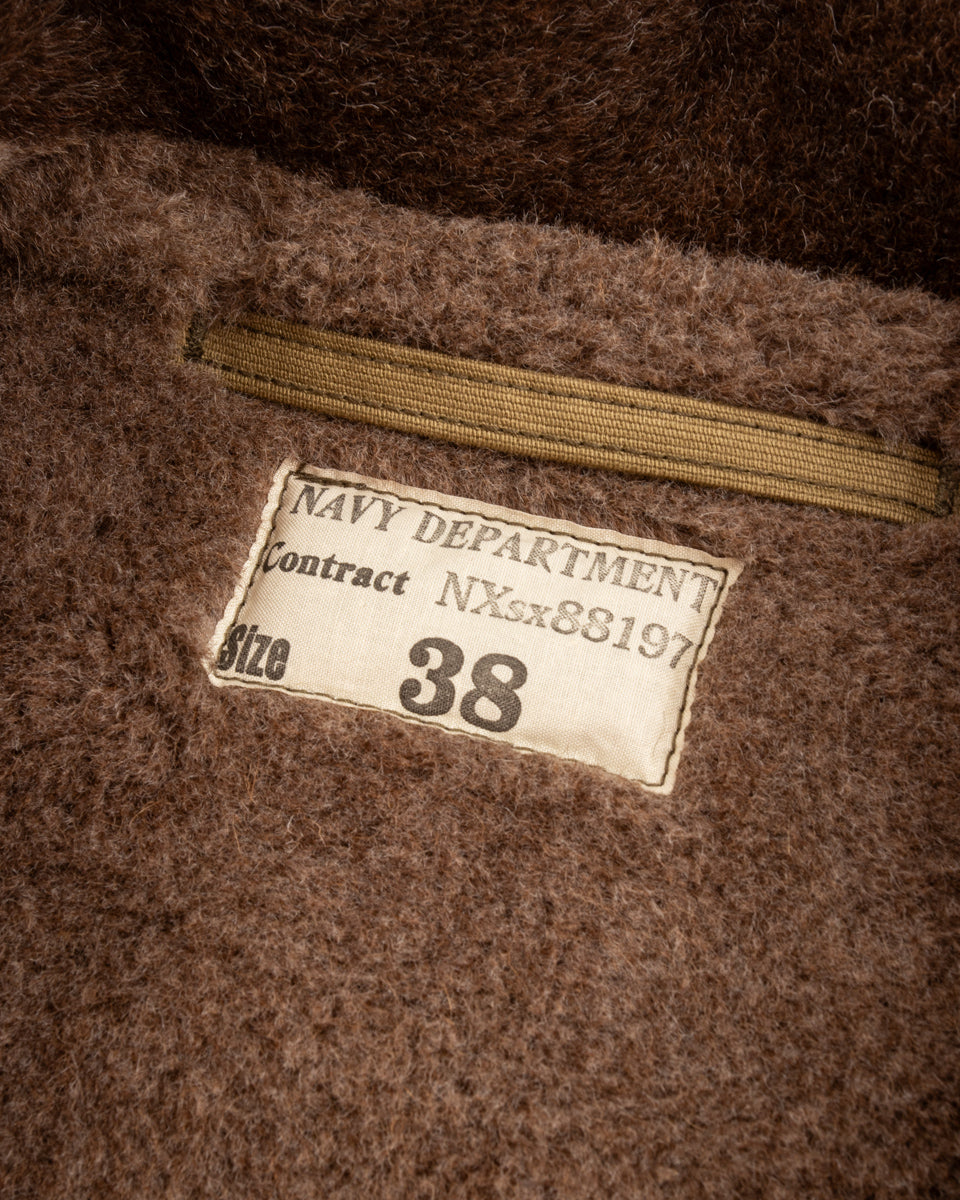 NAVY DEPARTMENT
Contract NXsx88197
Size 38